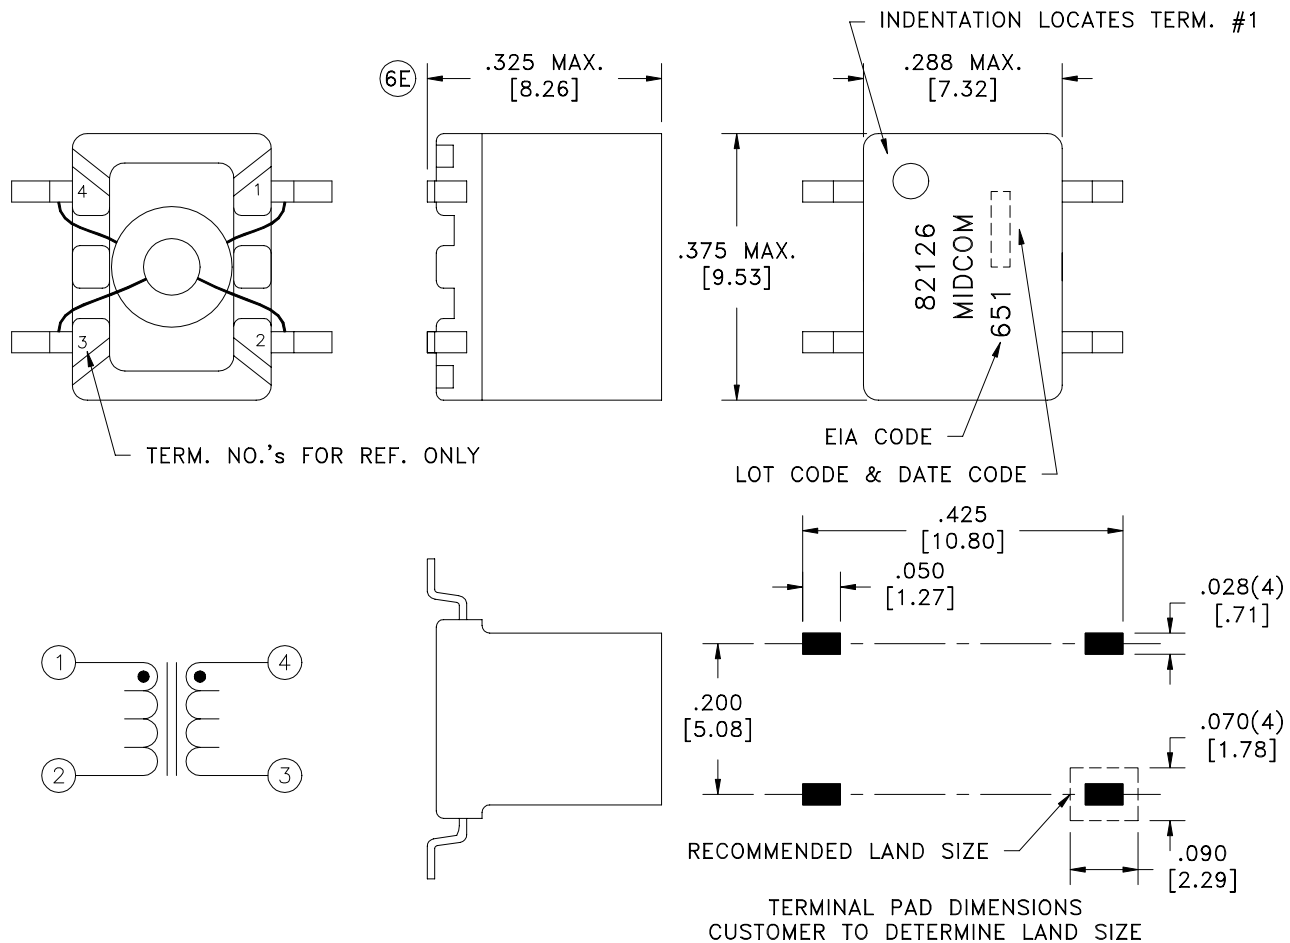 INDENTATION LOCATES TERM. #1
6E
.325 MAX.
[8.26]
.288 MAX.
[7.32]
4
1
3
2
.375 MAX.
[9.53]
82126
MIDCOM
651
TERM. NO.'s FOR REF. ONLY
EIA CODE
LOT CODE & DATE CODE
.425
[10.80]
.050
[1.27]
.028(4)
[.71]
1
4
2
3
.200
[5.08]
.070(4)
[1.78]
RECOMMENDED LAND SIZE
.090
[2.29]
TERMINAL PAD DIMENSIONS
CUSTOMER TO DETERMINE LAND SIZE